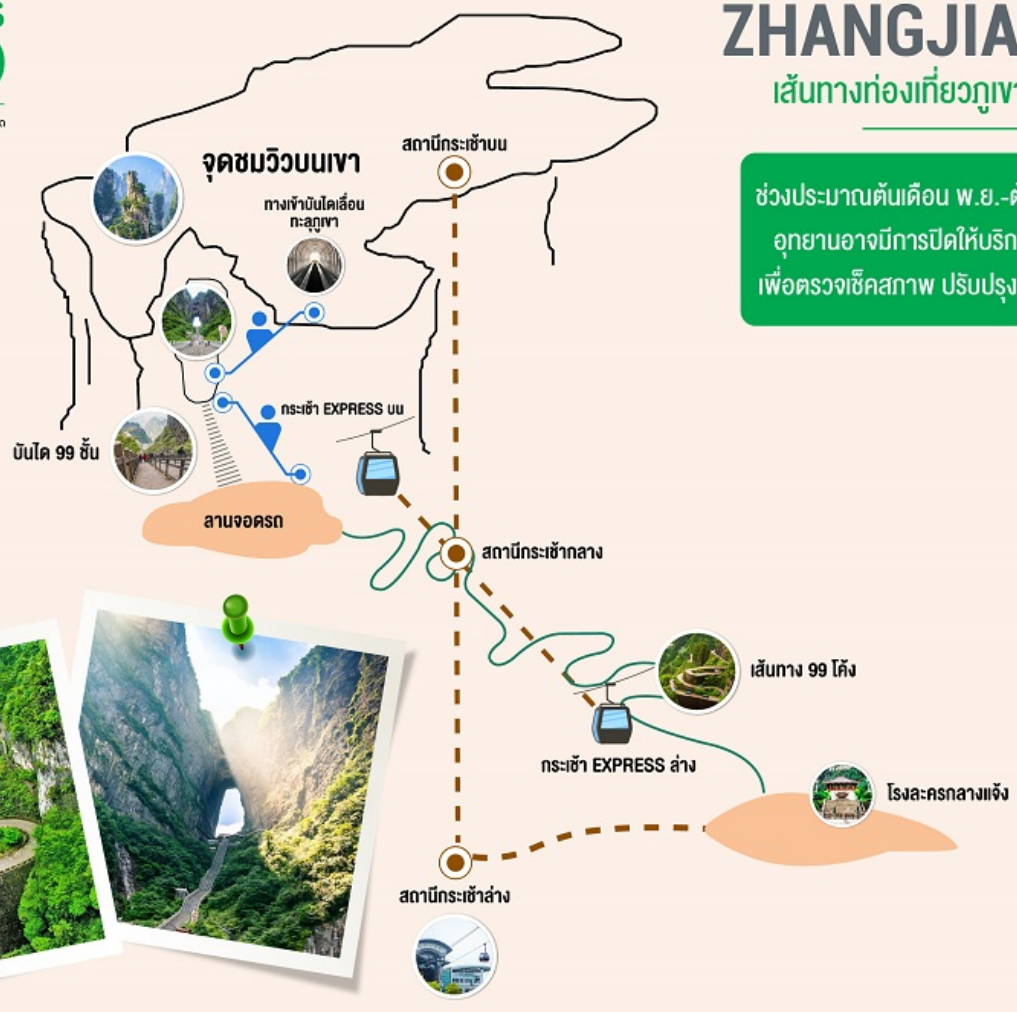 ZHANGJIA
เส้นทางท่องเที่ยวภูเขา
ช่วงประมาณต้นเดือน พ.ย.-
อุทยานอาจมีการปิดให้บริก
เพื่อตรวจเช็คสภาพ ปรับปรุง
จุดชมวิวบนเขา
สถานีกระเช้าบน
ทางเข้าบันไดเลื่อน
ทะลุภูเขา
กระเช้า EXPRESS บน
บันได 99 ขั้น
ลานจอดรถ
สถานีกระเช้ากลาง
เส้นทาง 99 โค้ง
กระเช้า EXPRESS ล่าง
โรงละครกลางแจ้ง
สถานีกระเช้าล่าง